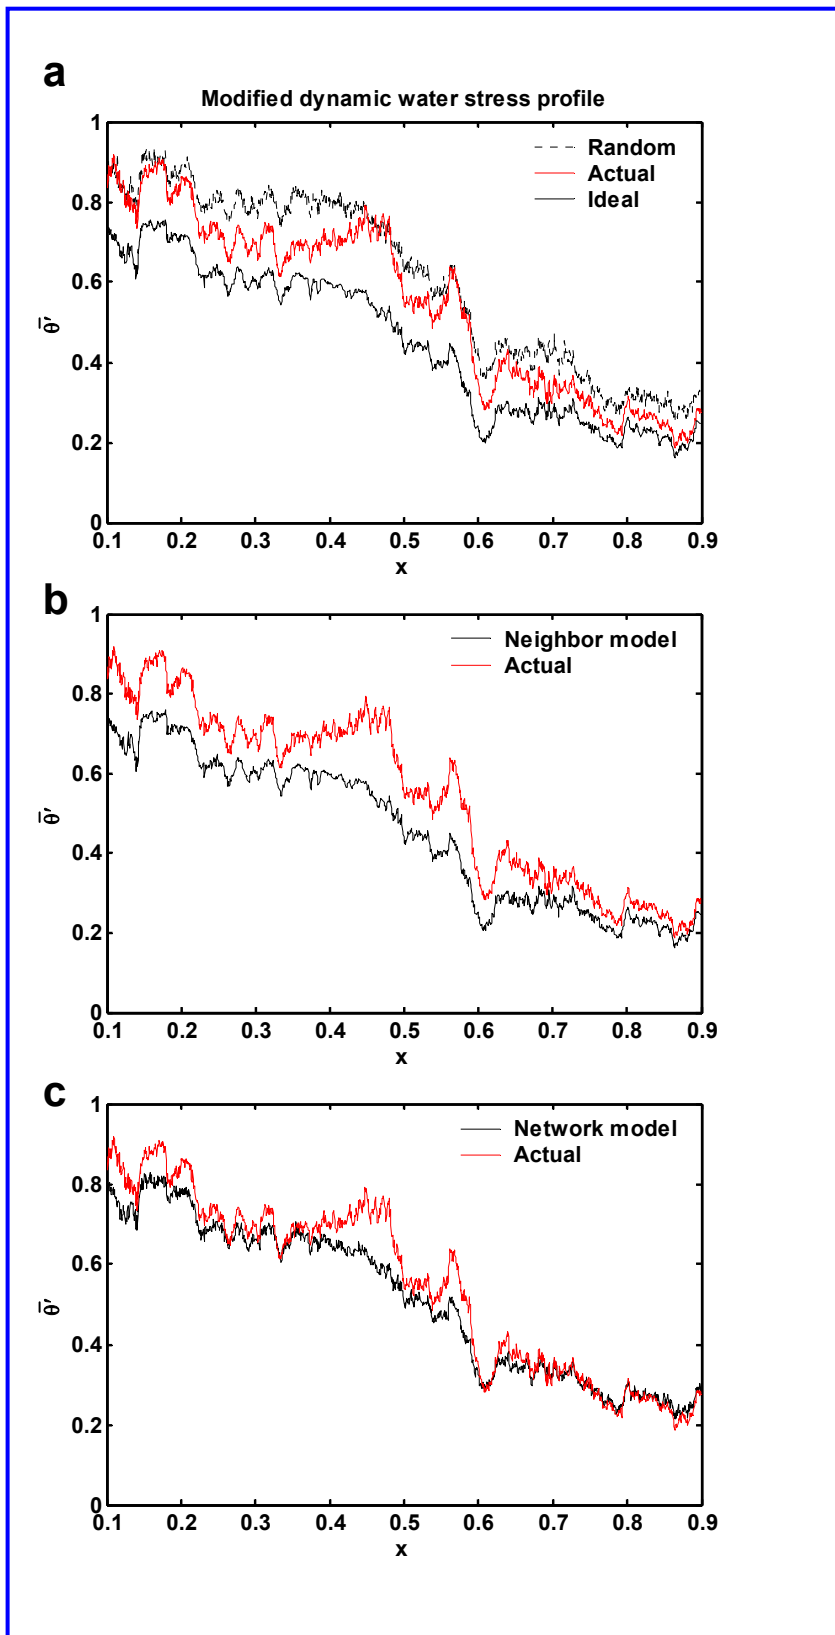 a
Modified dynamic water stress profile
1
0.8
0.6
0.4
0.2
0
θ̅′
Random
Actual
Ideal
0.1 0.2 0.3 0.4 0.5 0.6 0.7 0.8 0.9
x
b
1
0.8
0.6
0.4
0.2
0
θ̅′
Neighbor model
Actual
0.1 0.2 0.3 0.4 0.5 0.6 0.7 0.8 0.9
x
c
1
0.8
0.6
0.4
0.2
0
θ̅′
Network model
Actual
0.1 0.2 0.3 0.4 0.5 0.6 0.7 0.8 0.9
x